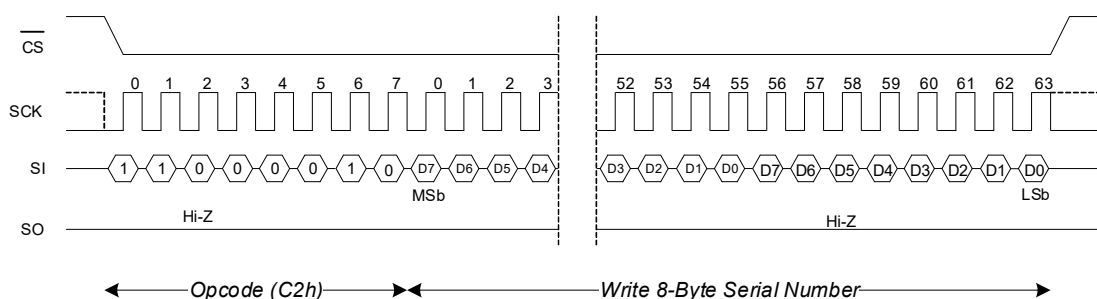 CS
0 1 2 3 4 5 6 7 0 1 2 3 52 53 54 55 56 57 58 59 60 61 62 63
SCK
SI 1 1 0 0 0 0 1 0 D7 D6 D5 D4 D3 D2 D1 D0 D7 D6 D5 D4 D3 D2 D1 D0
MSb LSb
Hi-Z Hi-Z
SO
Opcode (C2h) Write 8-Byte Serial Number